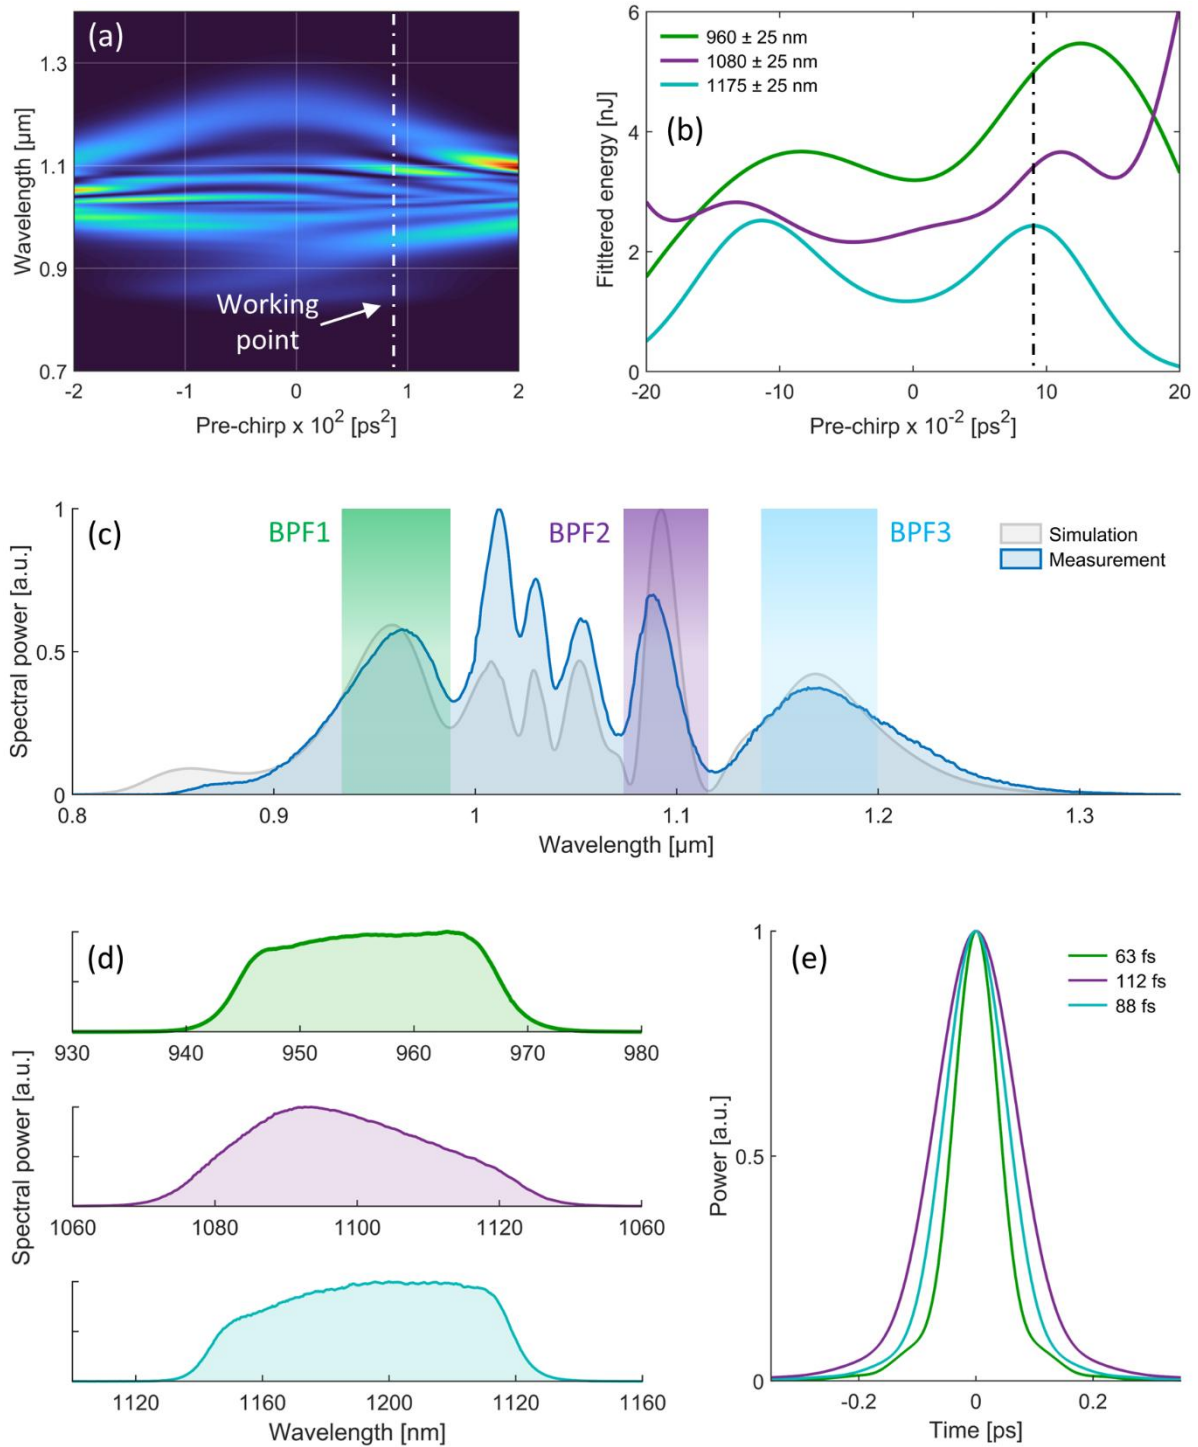 (a)
1.3
1.1
0.9
0.7
Wavelength [µm]
Working
point
-2 -1 0 1 2
Pre-chirp x 10² [ps²]
(b)
6
4
2
0
Fitltered energy [nJ]
960 ± 25 nm
1080 ± 25 nm
1175 ± 25 nm
-20 -10 0 10 20
Pre-chirp x 10⁻² [ps²]
(c)
1
0.5
0
Spectral power [a.u.]
BPF1
BPF2
BPF3
Simulation
Measurement
0.8 0.9 1 1.1 1.2 1.3
Wavelength [µm]
(d)
Spectral power [a.u.]
930 940 950 960 970 980
1060 1080 1100 1120 1060
1120 1160 1200 1120 1160
Wavelength [nm]
(e)
1
0.5
0
Power [a.u.]
63 fs
112 fs
88 fs
-0.2 0 0.2
Time [ps]